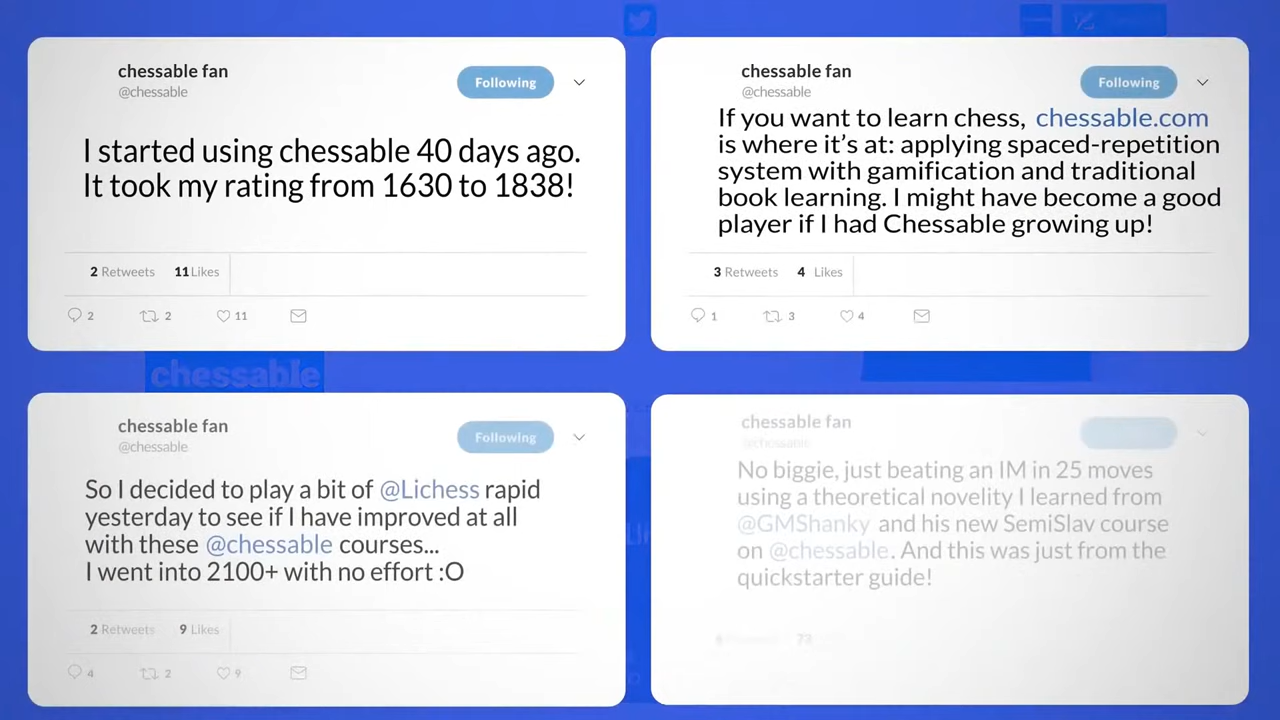 chessable fan
@chessable
Following
I started using chessable 40 days ago.
It took my rating from 1630 to 1838!
2 Retweets 11 Likes
2 2 11
chessable fan
@chessable
Following
If you want to learn chess, chessable.com
is where it’s at: applying spaced-repetition
system with gamification and traditional
book learning. I might have become a good
player if I had Chessable growing up!
3 Retweets 4 Likes
1 3 4
chessable
chessable fan
@chessable
Following
So I decided to play a bit of @Lichess rapid
yesterday to see if I have improved at all
with these @chessable courses...
I went into 2100+ with no effort :O
2 Retweets 9 Likes
4 2 9
chessable fan
@chessable
No biggie, just beating an IM in 25 moves
using a theoretical novelity I learned from
@GMShanky and his new SemiSlav course
on @chessable. And this was just from the
quickstarter guide!
73